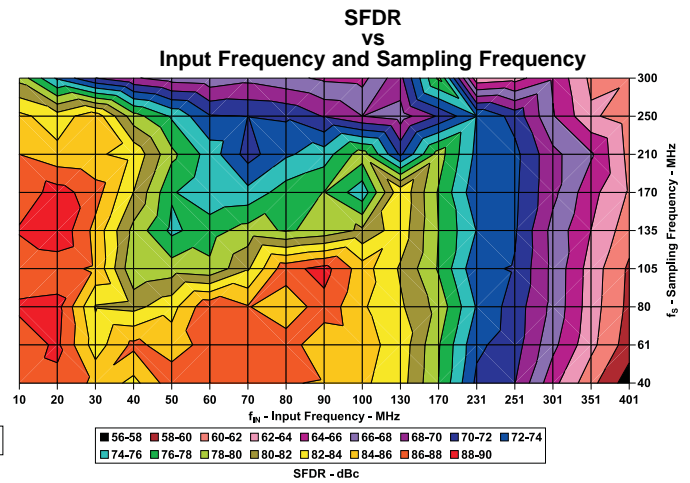 SFDR
vs
Input Frequency and Sampling Frequency
300
250
210
170
135
105
80
61
40
fS - Sampling Frequency - MHz
10 20 30 40 50 60 70 80 90 100 130 170 231 251 301 351 401
fIN - Input Frequency - MHz
56-58 58-60 60-62 62-64 64-66 66-68 68-70 70-72 72-74
74-76 76-78 78-80 80-82 82-84 84-86 86-88 88-90
SFDR - dBc